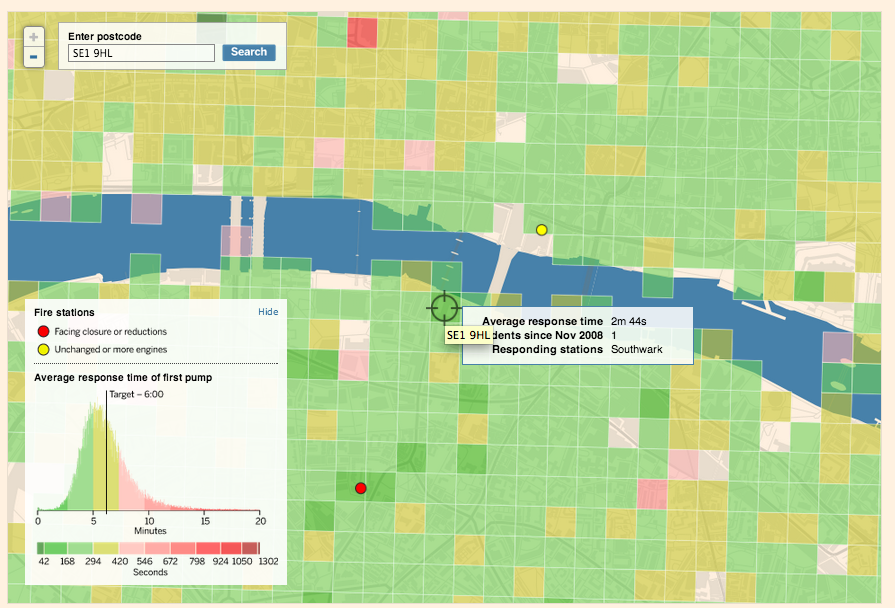 +
-
Enter postcode
SE1 9HL
Search
Average response time 2m 44s
SE1 9HL dents since Nov 2008 1
Responding stations Southwark
Fire stations Hide
Facing closure or reductions
Unchanged or more engines
Average response time of first pump
Target – 6:00
0 5 10 15 20
Minutes
42 168 294 420 546 672 798 924 1050 1302
Seconds